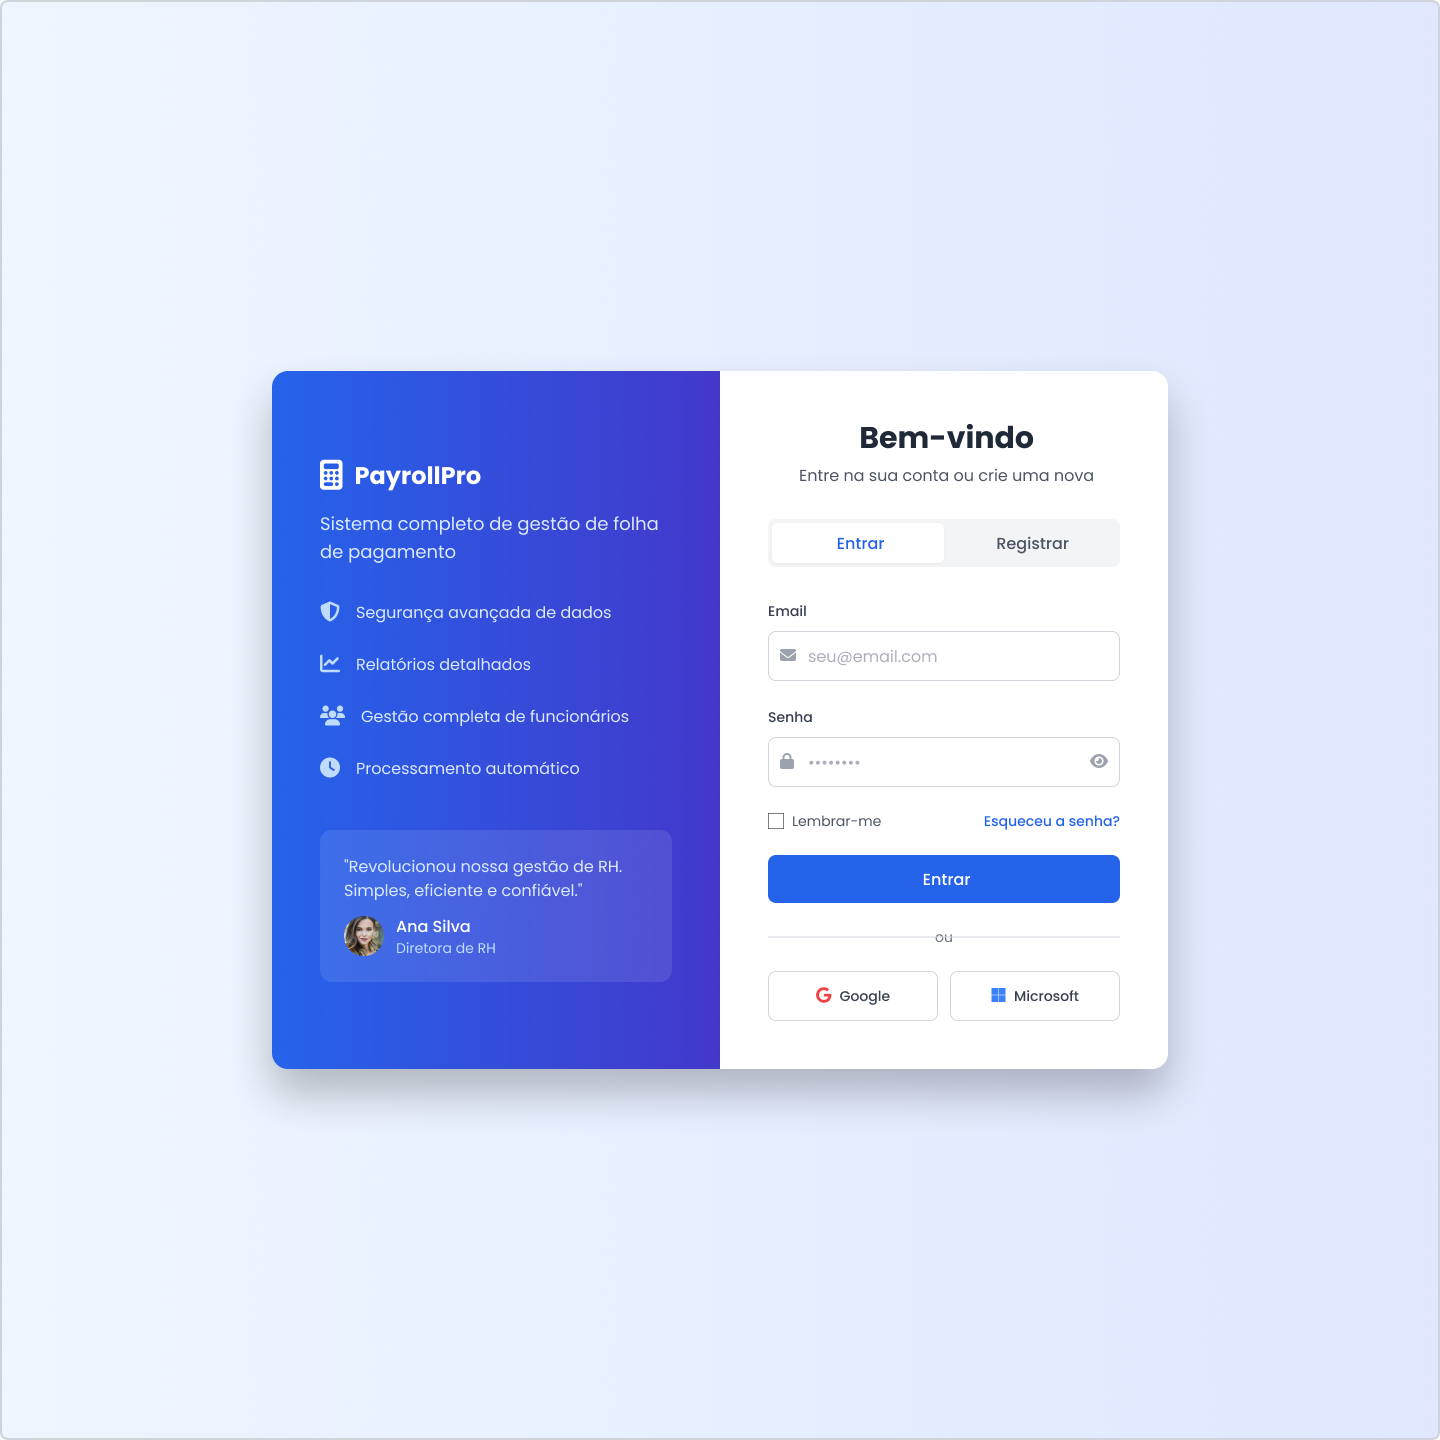 PayrollPro
Sistema completo de gestão de folha
de pagamento
Segurança avançada de dados
Relatórios detalhados
Gestão completa de funcionários
Processamento automático
"Revolucionou nossa gestão de RH.
Simples, eficiente e confiável."
Ana Silva
Diretora de RH
Bem-vindo
Entre na sua conta ou crie uma nova
Entrar
Registrar
Email
seu@email.com
Senha
••••••••
Lembrar-me
Esqueceu a senha?
Entrar
ou
Google
Microsoft